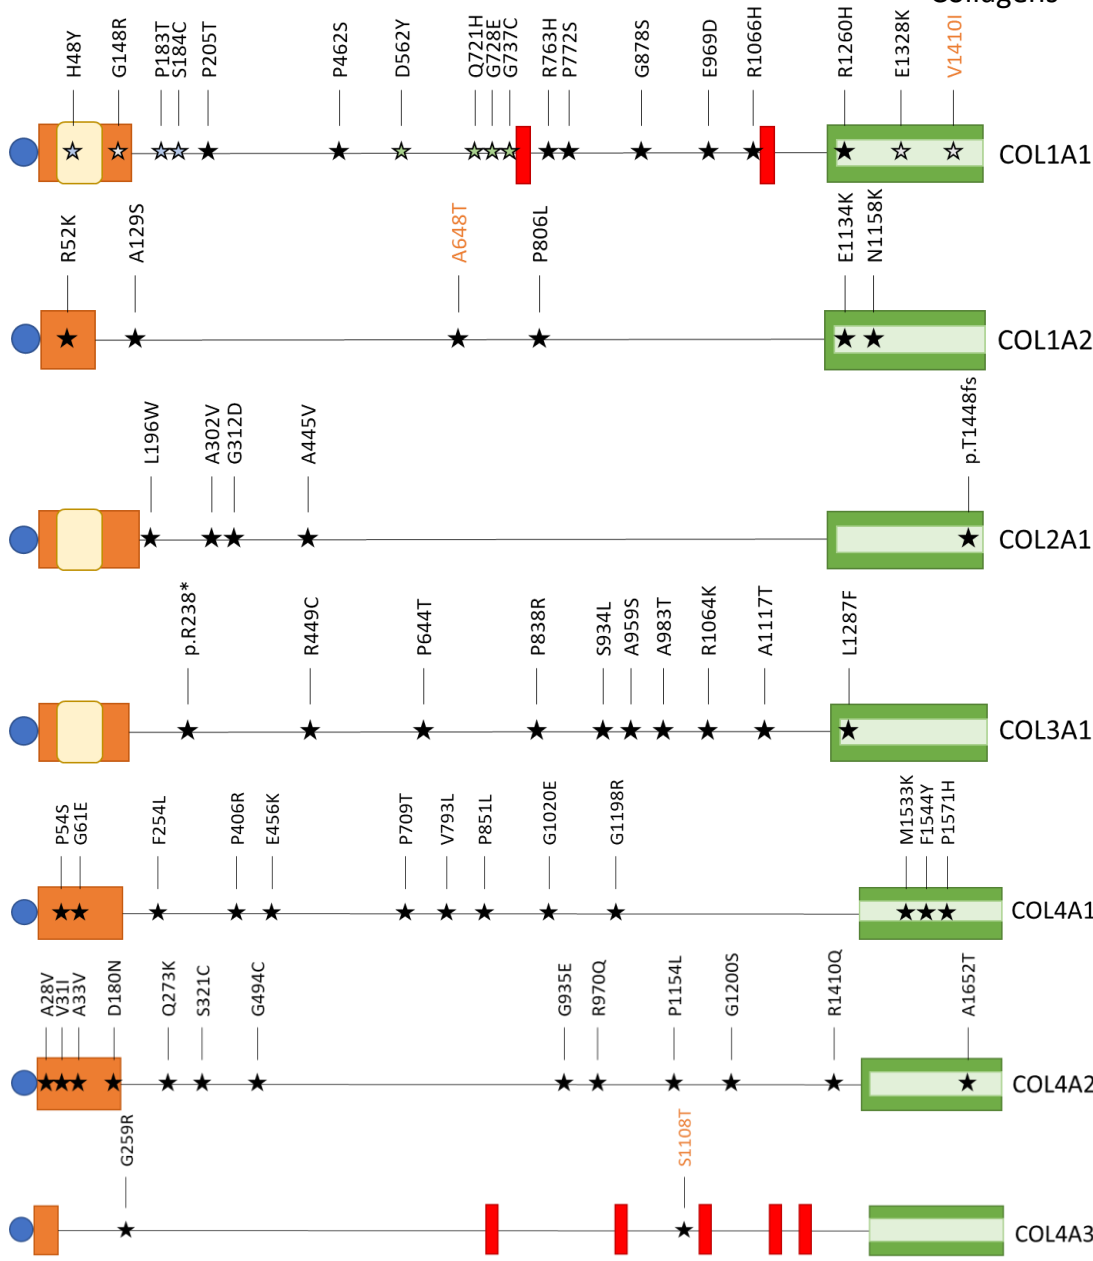 Collagens
H48Y
G148R
P183T
S184C
P205T
P462S
D562Y
Q721H
G728E
G737C
R763H
P772S
G878S
E969D
R1066H
R1260H
E1328K
V1410I
COL1A1
R52K
A129S
A648T
P806L
E1134K
N1158K
COL1A2
L196W
A302V
G312D
A445V
p.T1448fs
COL2A1
p.R238*
R449C
P644T
P838R
S934L
A959S
A983T
R1064K
A1117T
L1287F
COL3A1
P54S
G61E
F254L
P406R
E456K
P709T
V793L
P851L
G1020E
G1198R
M1533K
F1544Y
P1571H
COL4A1
A28V
V31I
A33V
D180N
Q273K
S321C
G494C
G935E
R970Q
P1154L
G1200S
R1410Q
A1652T
COL4A2
G259R
S1108T
COL4A3